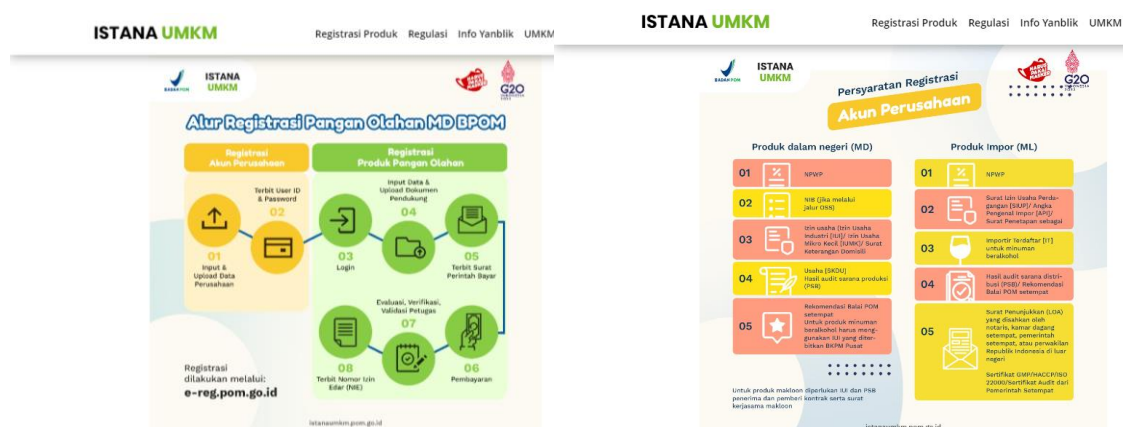 ISTANA UMKM
Registrasi Produk Regulasi Info Yanblik UMKM
BADAN POM
ISTANA
UMKM
G20
Alur Registrasi Pangan Olahan MD BPOM
Registrasi
Akun Perusahaan
Registrasi
Produk Pangan Olahan
01
Input &
Upload Data
Perusahaan
Terbit User ID
& Password
02
03
Login
Input Data &
Upload Dokumen
Pendukung
04
05
Terbit Surat
Perintah Bayar
06
Pembayaran
Evaluasi, Verifikasi,
Validasi Petugas
07
08
Terbit Nomor Izin
Edar (NIE)
Registrasi
dilakukan melalui:
e-reg.pom.go.id
istanaumkm.pom.go.id
ISTANA UMKM
Registrasi Produk Regulasi Info Yanblik UMKM
BADAN POM
ISTANA
UMKM
G20
Persyaratan Registrasi
Akun Perusahaan
Produk dalam negeri (MD)
01 NPWP
02 NIB (jika melalui
jalur OSS)
03 Izin usaha (Izin Usaha
Industri [IUI]/ Izin Usaha
Mikro Kecil [IUMK]/ Surat
Keterangan Domisili
04 Usaha [SKDU]
Hasil audit sarana produksi
(PSB)
05 Rekomendasi Balai POM
setempat
Untuk produk minuman
beralkohol harus meng-
gunakan IUI yang diter-
bitkan BKPM Pusat
Untuk produk makloon diperlukan IUI dan PSB
penerima dan pemberi kontrak serta surat
kerjasama makloon
Produk Impor (ML)
01 NPWP
02 Surat Izin Usaha Perda-
gangan [SIUP]/ Angka
Pengenal Impor [API]/
Surat Penetapan sebagai
03 Importir Terdaftar [IT]
untuk minuman
beralkohol
04 Hasil audit sarana distri-
busi (PSB)/ Rekomendasi
Balai POM setempat
05 Surat Penunjukkan (LOA)
yang disahkan oleh
notaris, kamar dagang
setempat, pemerintah
setempat, atau perwakilan
Republik Indonesia di luar
negeri
Sertifikat GMP/HACCP/ISO
22000/Sertifikat Audit dari
Pemerintah Setempat
istanaumkm.pom.go.id